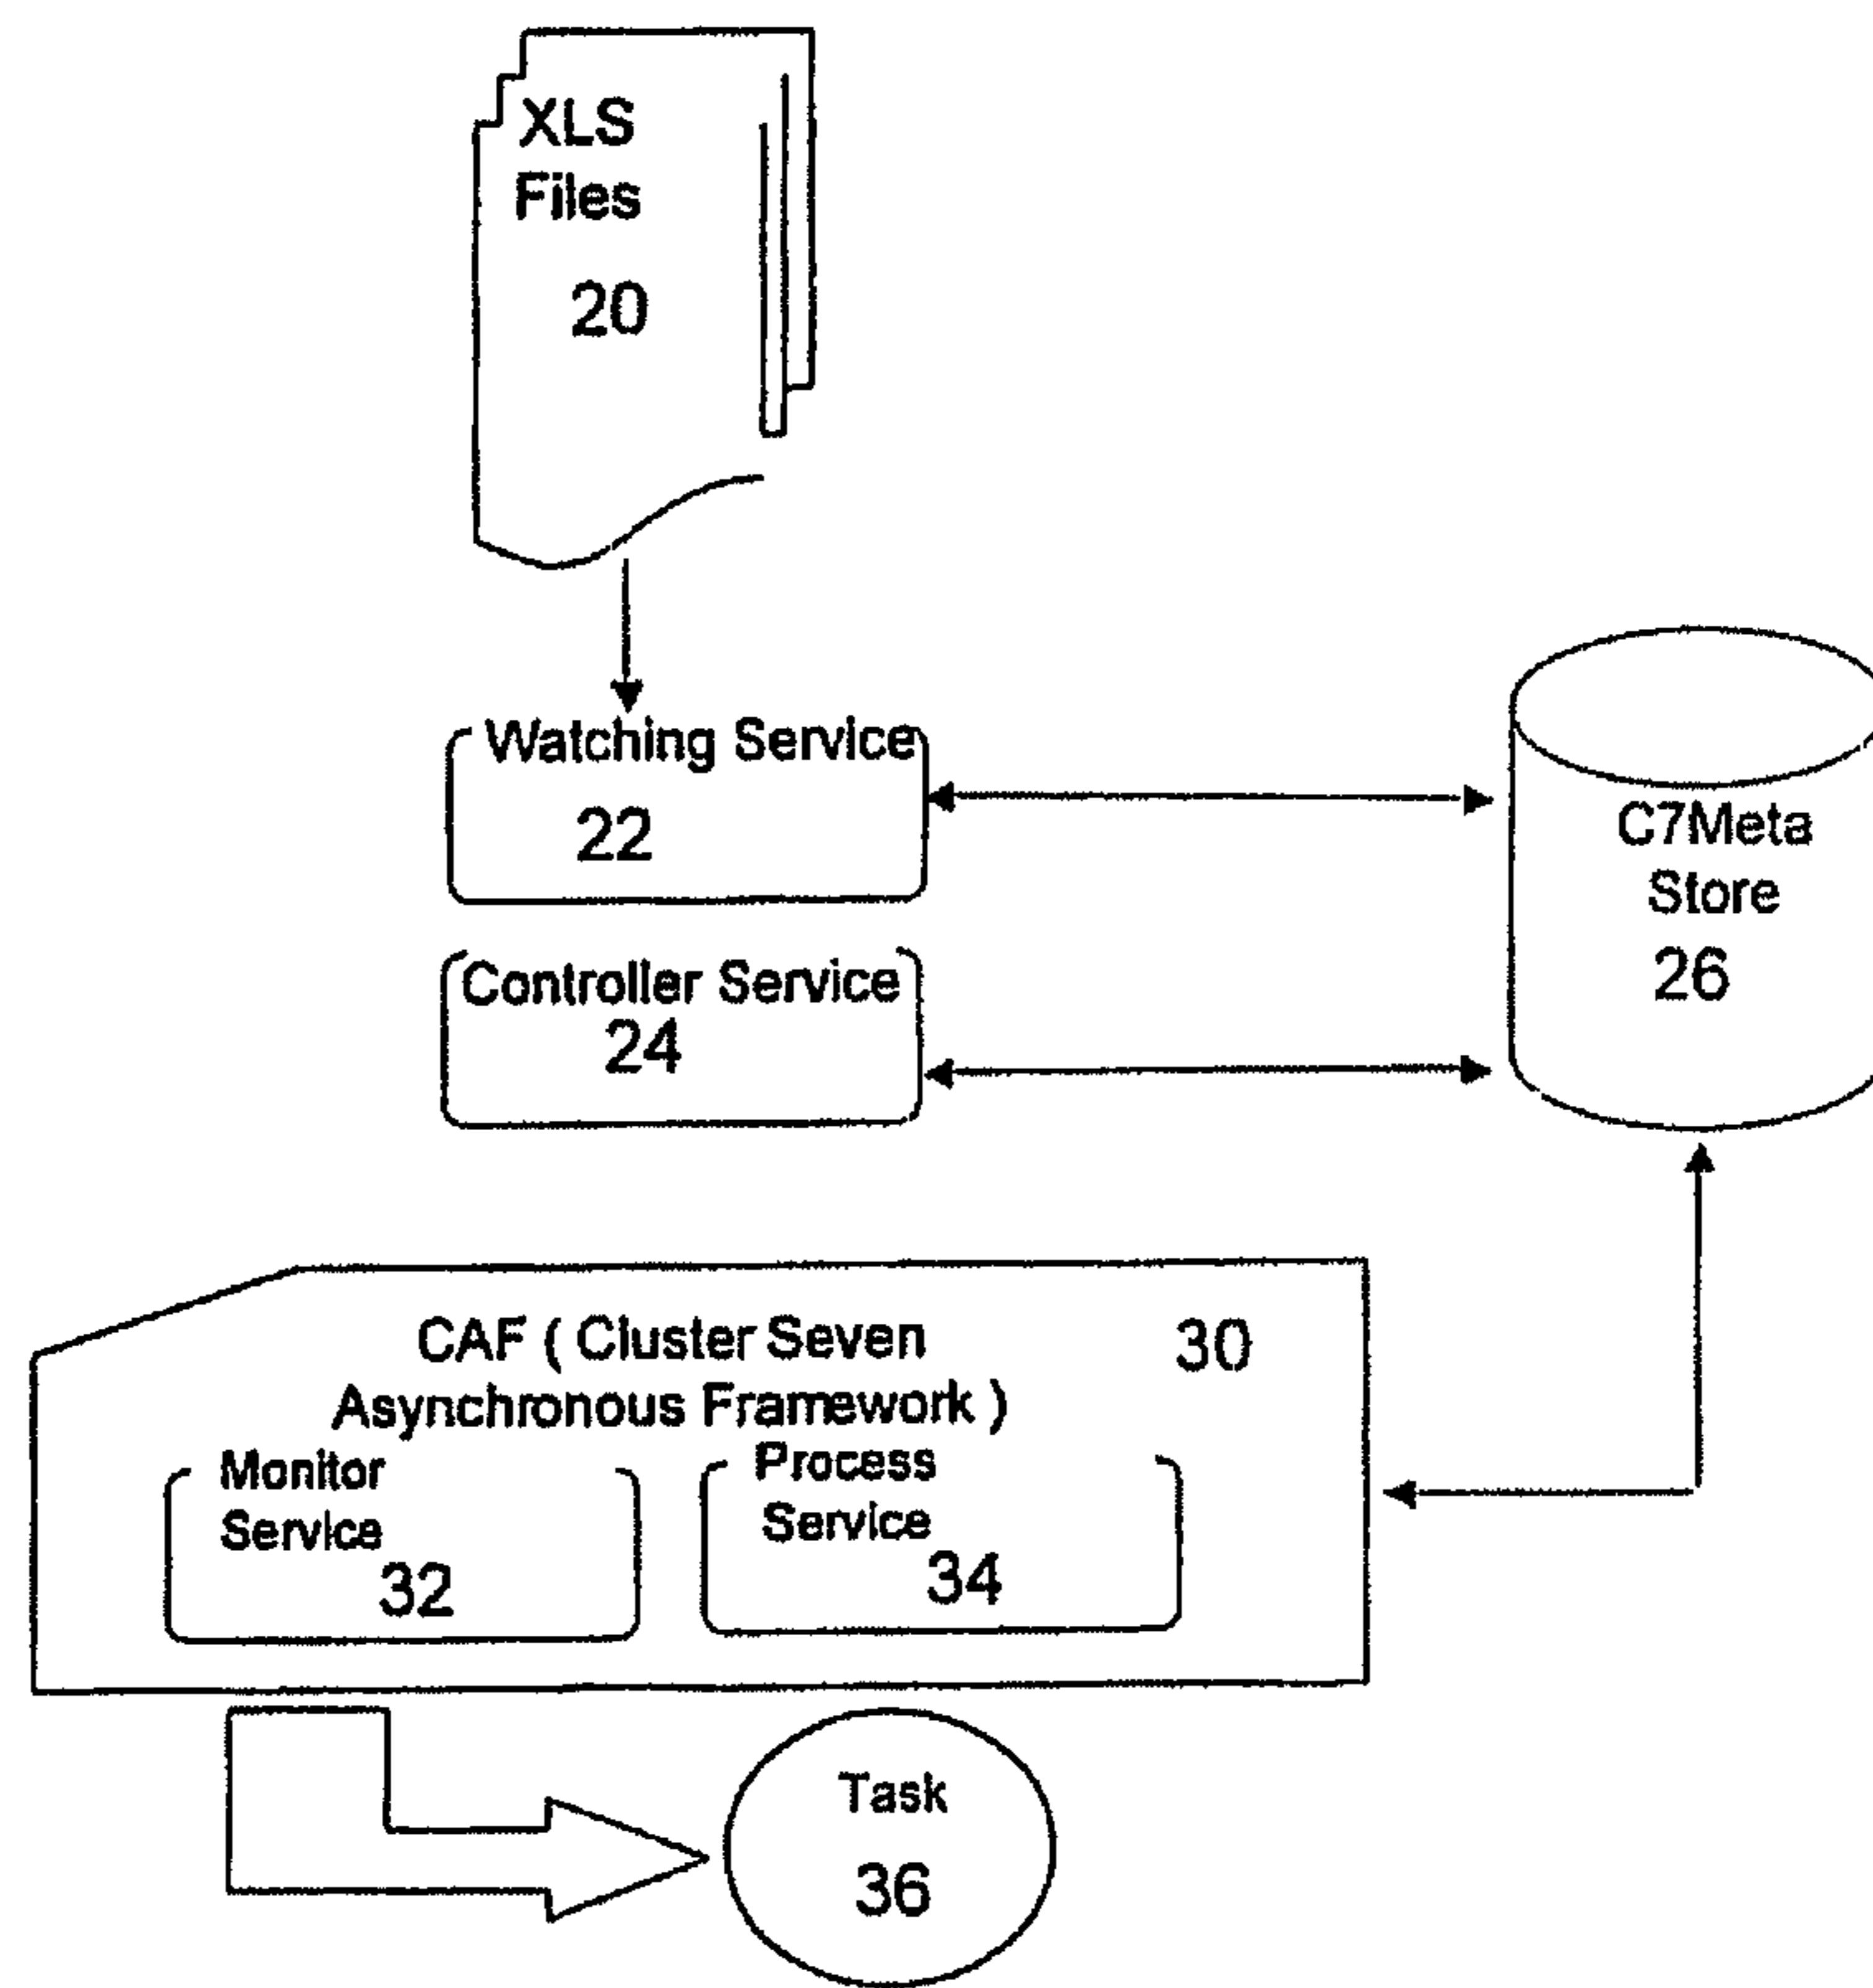 XLS
Files
20
Watching Service
22
Controller Service
24
C7Meta
Store
26
CAF ( Cluster Seven
Asynchronous Framework )
30
Monitor
Service
32
Process
Service
34
Task
36